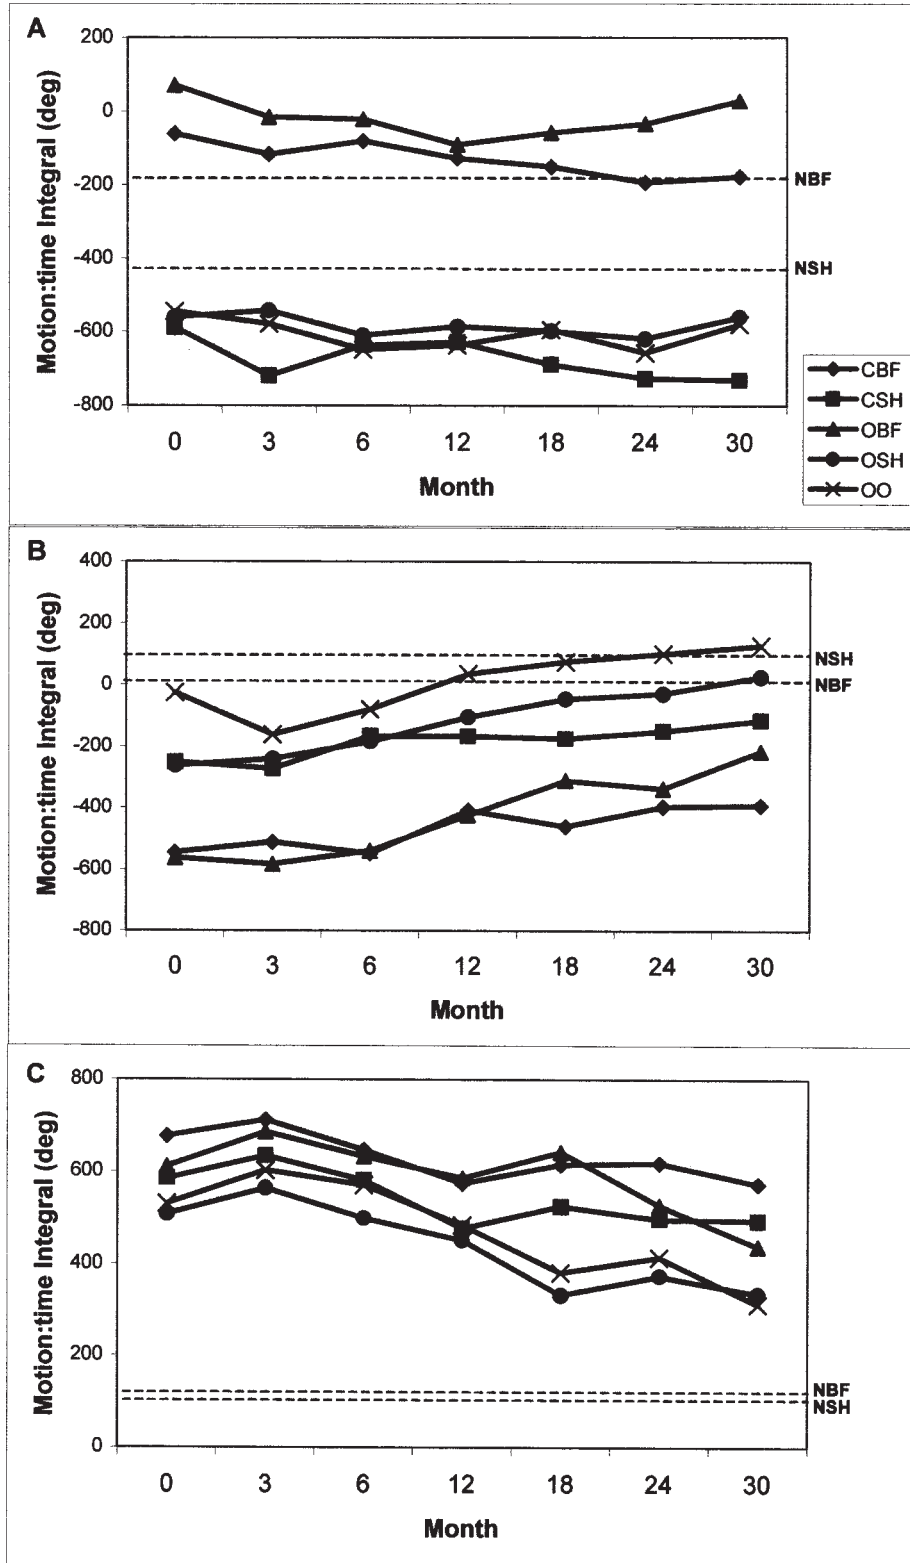 A
Motion:time Integral (deg)
200
0
-200
-400
-600
-800
NBF
NSH
0 3 6 12 18 24 30
Month
CBF
CSH
OBF
OSH
OO
B
Motion:time Integral (deg)
400
200
0
-200
-400
-600
-800
NSH
NBF
0 3 6 12 18 24 30
Month
C
Motion:time Integral (deg)
800
600
400
200
0
NBF
NSH
0 3 6 12 18 24 30
Month